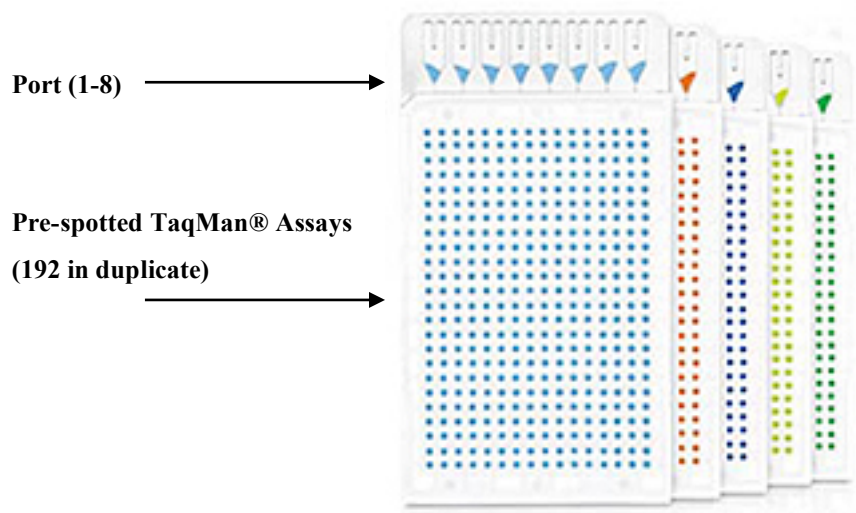 Port (1-8)
Pre-spotted TaqMan® Assays
(192 in duplicate)